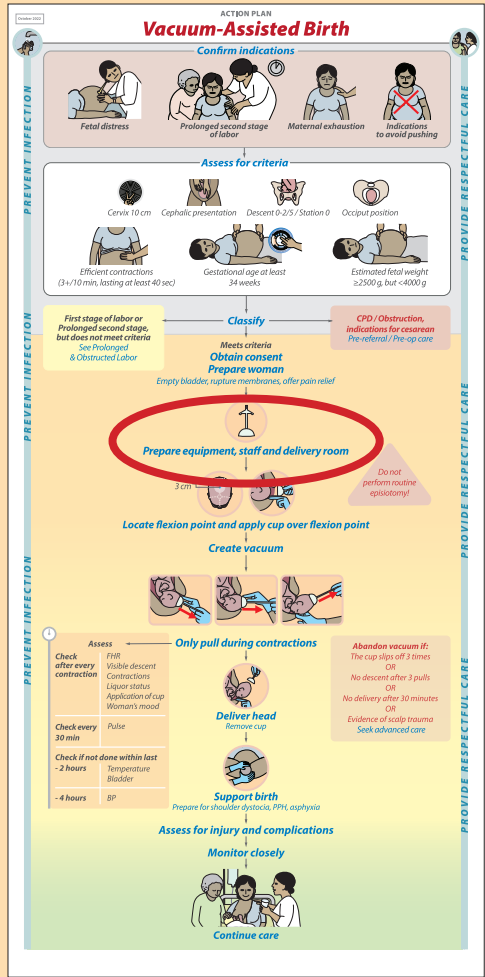 October 2022
ACTION PLAN
Vacuum-Assisted Birth
Confirm indications
Fetal distress
Prolonged second stage
of labor
Maternal exhaustion
Indications
to avoid pushing
PREVENT INFECTION
PROVIDE RESPECTFUL CARE
Assess for criteria
Cervix 10 cm
Cephalic presentation
Descent 0-2/5 / Station 0
Occiput position
Efficient contractions
(3+/10 min, lasting at least 40 sec)
Gestational age at least
34 weeks
Estimated fetal weight
≥2500 g, but <4000 g
First stage of labor or
Prolonged second stage,
but does not meet criteria
See Prolonged
& Obstructed Labor
Classify
CPD / Obstruction,
indications for cesarean
Pre-referral / Pre-op care
PREVENT INFECTION
PROVIDE RESPECTFUL CARE
Meets criteria
Obtain consent
Prepare woman
Empty bladder, rupture membranes, offer pain relief
Prepare equipment, staff and delivery room
Do not
perform routine
episiotomy!
3 cm
Locate flexion point and apply cup over flexion point
Create vacuum
PREVENT INFECTION
PROVIDE RESPECTFUL CARE
Only pull during contractions
Assess
Check
after every
contraction
FHR
Visible descent
Contractions
Liquor status
Application of cup
Woman's mood
Check every
30 min
Pulse
Check if not done within last
- 2 hours
Temperature
Bladder
- 4 hours
BP
Abandon vacuum if:
The cup slips off 3 times
OR
No descent after 3 pulls
OR
No delivery after 30 minutes
OR
Evidence of scalp trauma
Seek advanced care
Deliver head
Remove cup
Support birth
Prepare for shoulder dystocia, PPH, asphyxia
Assess for injury and complications
Monitor closely
Continue care